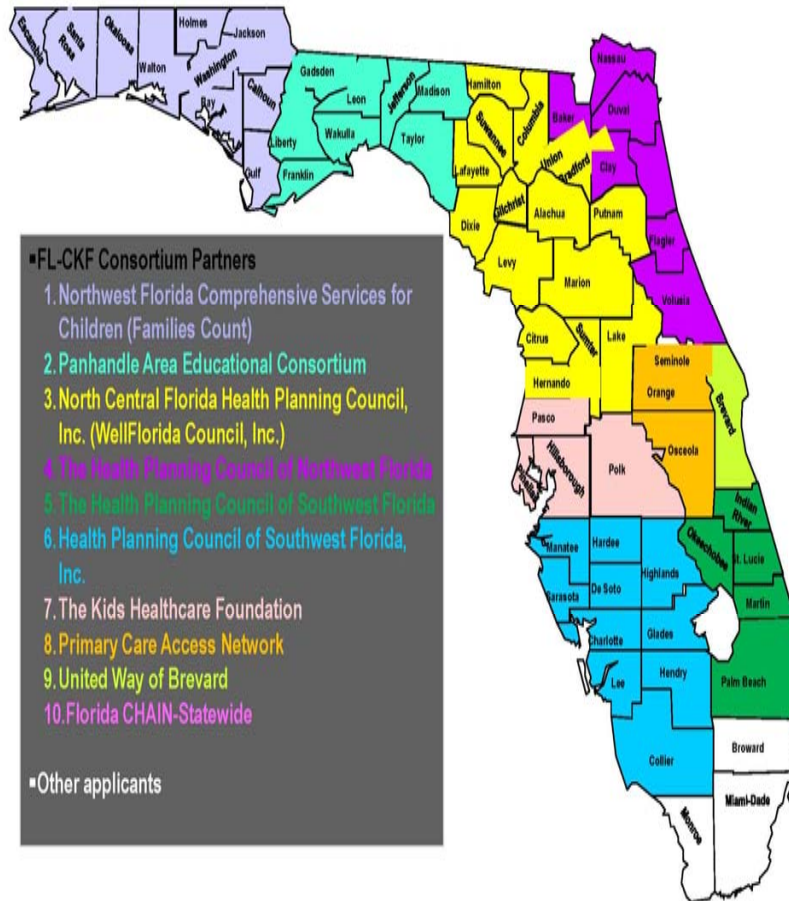 Escambia
Santa
Rosa
Okaloosa
Walton
Holmes
Washington
Jackson
Bay
Calhoun
Gulf
Gadsden
Liberty
Franklin
Leon
Wakulla
Jefferson
Madison
Taylor
Hamilton
Suwannee
Lafayette
Columbia
Dixie
Gilchrist
Union
Bradford
Alachua
Levy
Putnam
Marion
Citrus
Sumter
Lake
Hernando
Baker
Nassau
Duval
Clay
Flagler
Volusia
Seminole
Orange
Osceola
Brevard
Pasco
Pinellas
Hillsborough
Polk
Indian
River
Okeechobee
St. Lucie
Martin
Palm Beach
Manatee
Hardee
Highlands
Sarasota
De Soto
Charlotte
Glades
Lee
Hendry
Collier
Broward
Miami-Dade
Monroe
▪FL-CKF Consortium Partners
1. Northwest Florida Comprehensive Services for
Children (Families Count)
2. Panhandle Area Educational Consortium
3. North Central Florida Health Planning Council,
Inc. (WellFlorida Council, Inc.)
4. The Health Planning Council of Northwest Florida
5. The Health Planning Council of Southwest Florida
6. Health Planning Council of Southwest Florida,
Inc.
7. The Kids Healthcare Foundation
8. Primary Care Access Network
9. United Way of Brevard
10. Florida CHAIN-Statewide
▪Other applicants